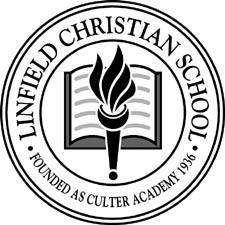 · LINFIELD CHRISTIAN SCHOOL ·
FOUNDED AS CULTER ACADEMY 1936